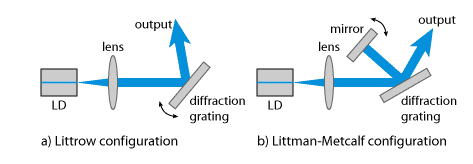 output
lens
LD
diffraction
grating
a) Littrow configuration
output
mirror
lens
LD
diffraction
grating
b) Littman-Metcalf configuration